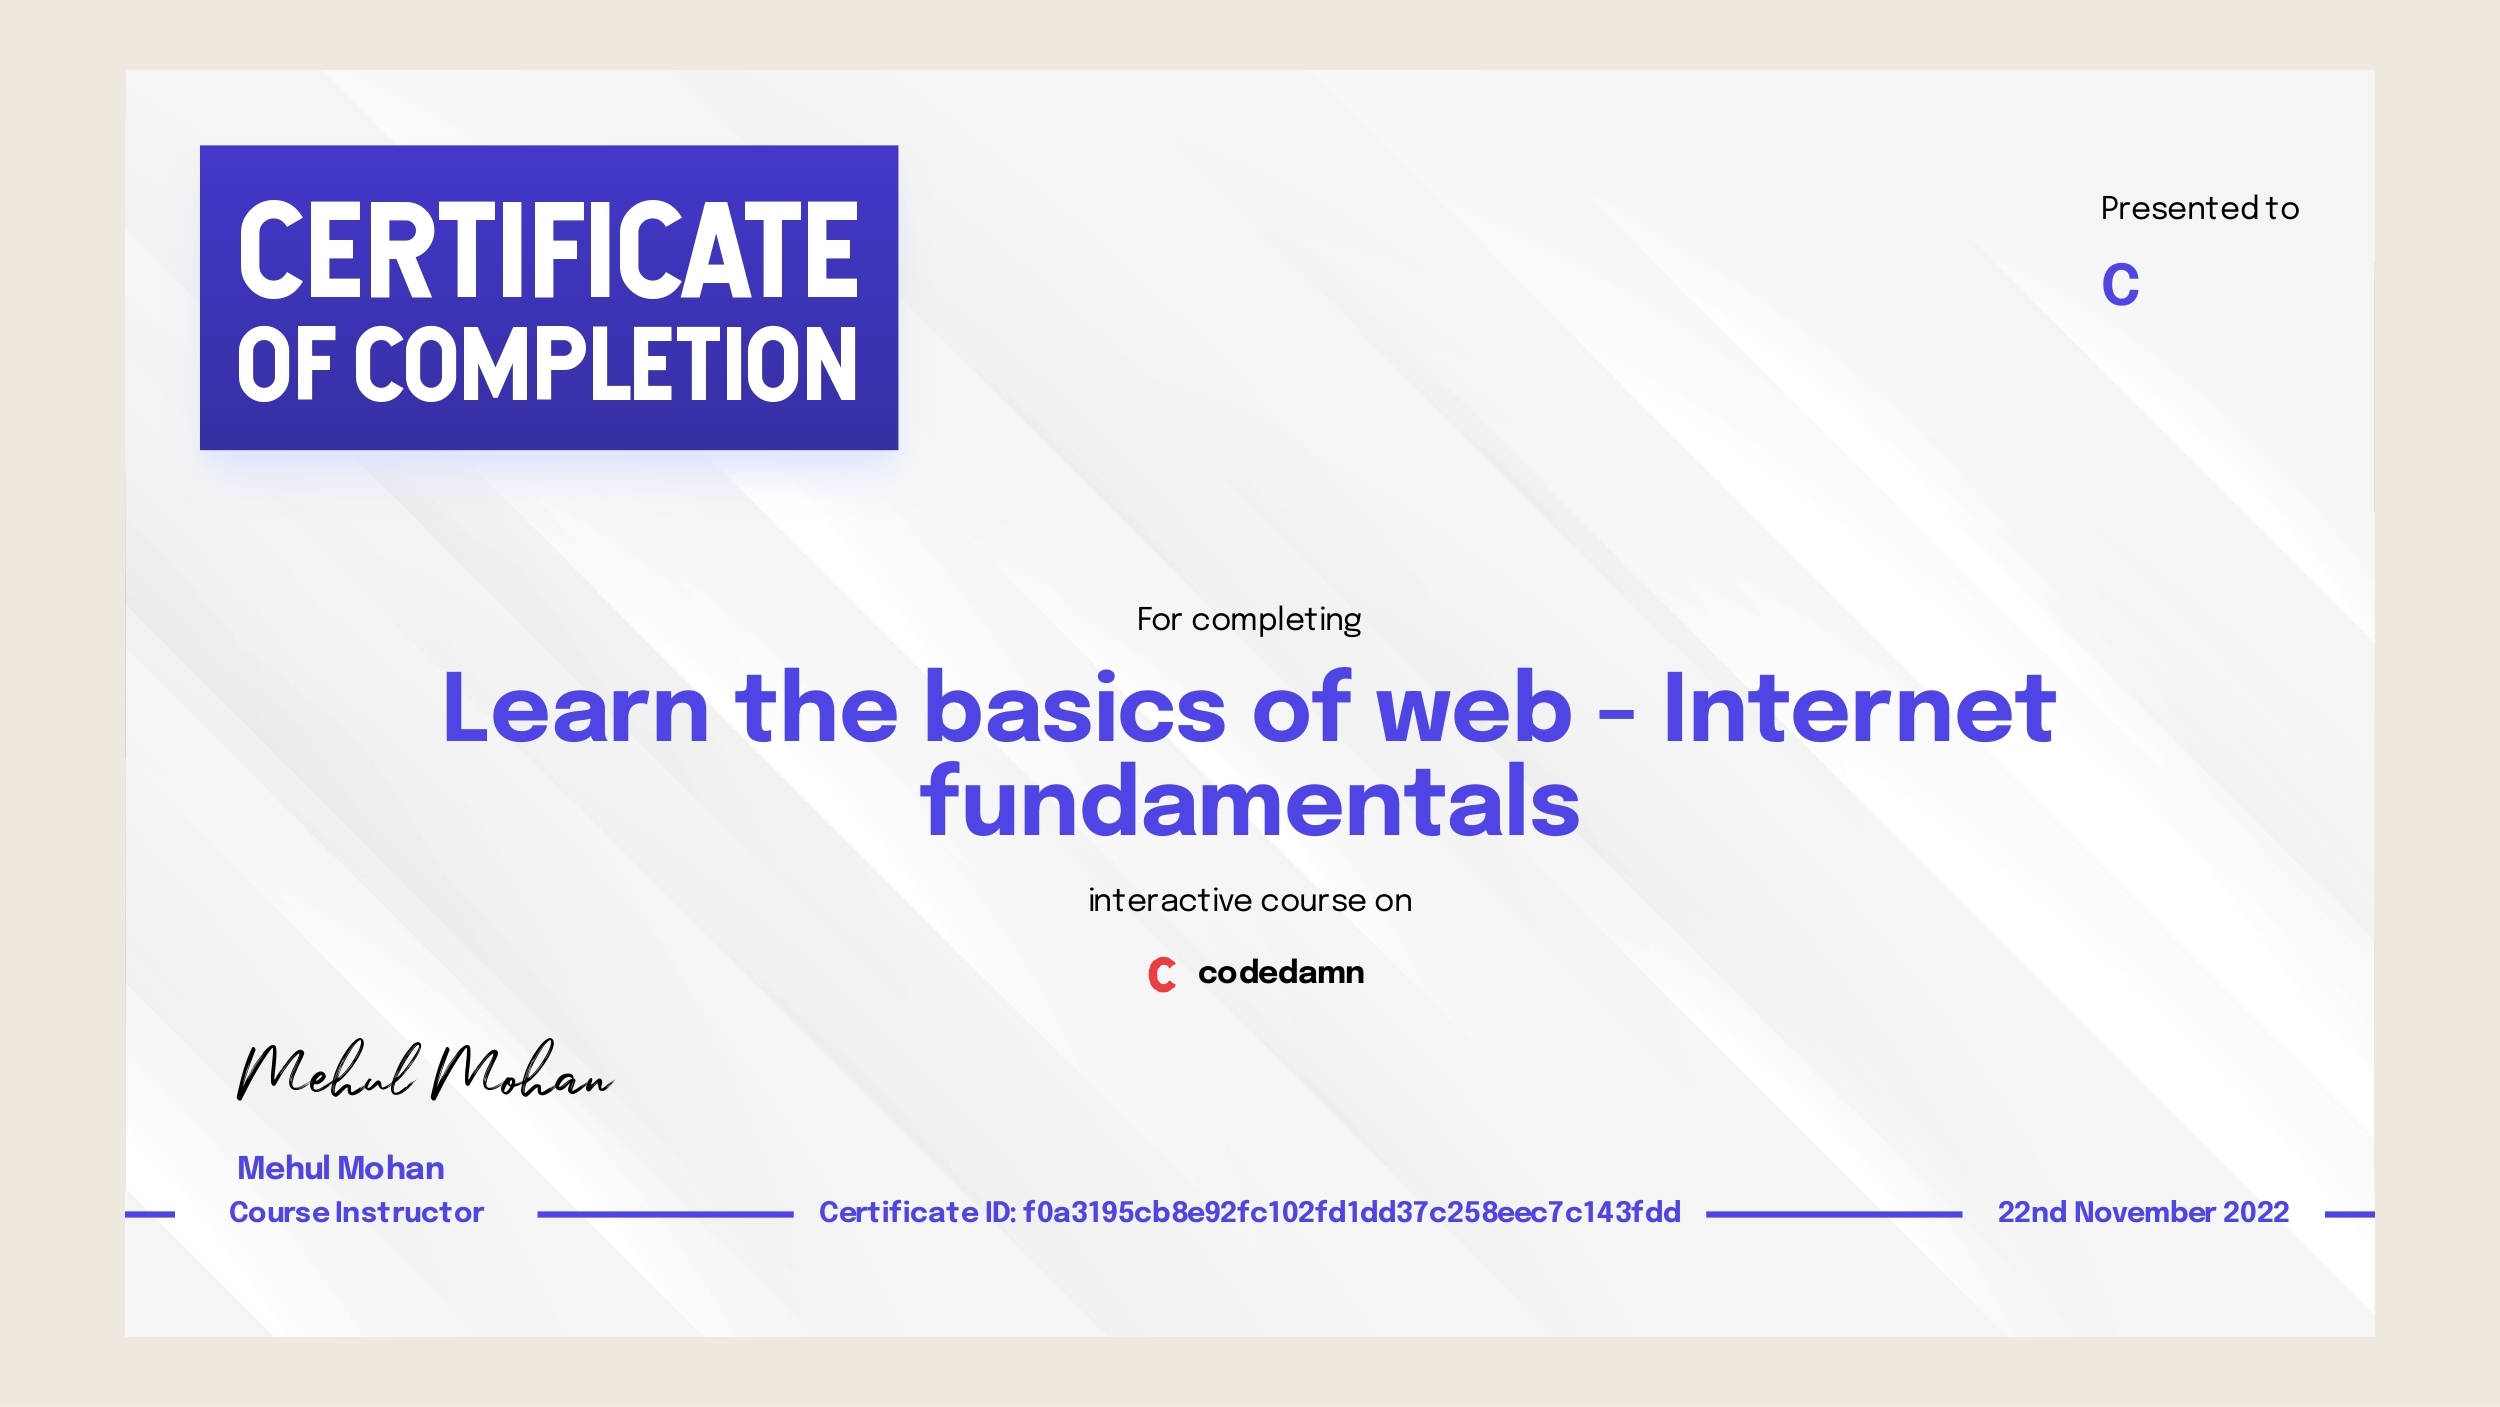 CERTIFICATE
OF COMPLETION
Presented to
C
For completing
Learn the basics of web – Internet
fundamentals
interactive course on
C codedamn
Mehul Mohan
Mehul Mohan
Course Instructor
Certificate ID: f0a3195cb8e92fc102fd1dd37c258eec7c143fdd
22nd November 2022